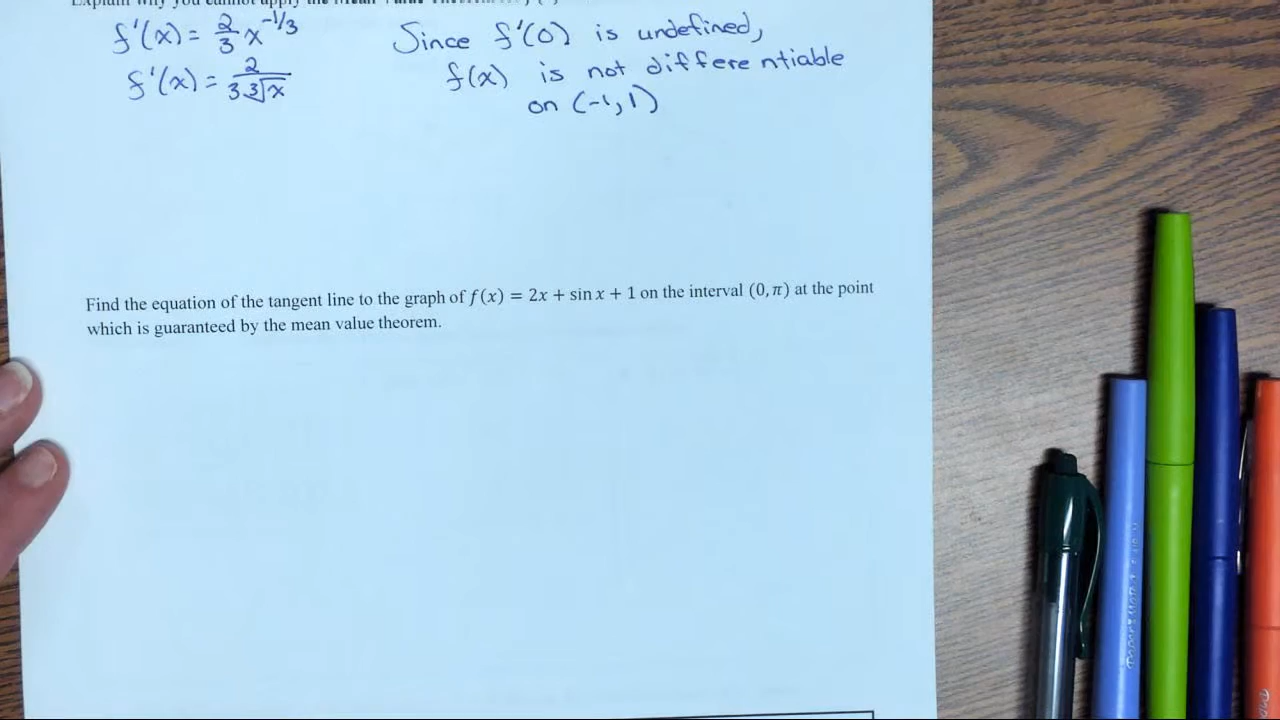 f'(x) = 2/3 x^-1/3
f'(x) = 2/3∛x
Since f'(0) is undefined,
f(x) is not differentiable
on (-1, 1)
Find the equation of the tangent line to the graph of f(x) = 2x + sin x + 1 on the interval (0, π) at the point
which is guaranteed by the mean value theorem.